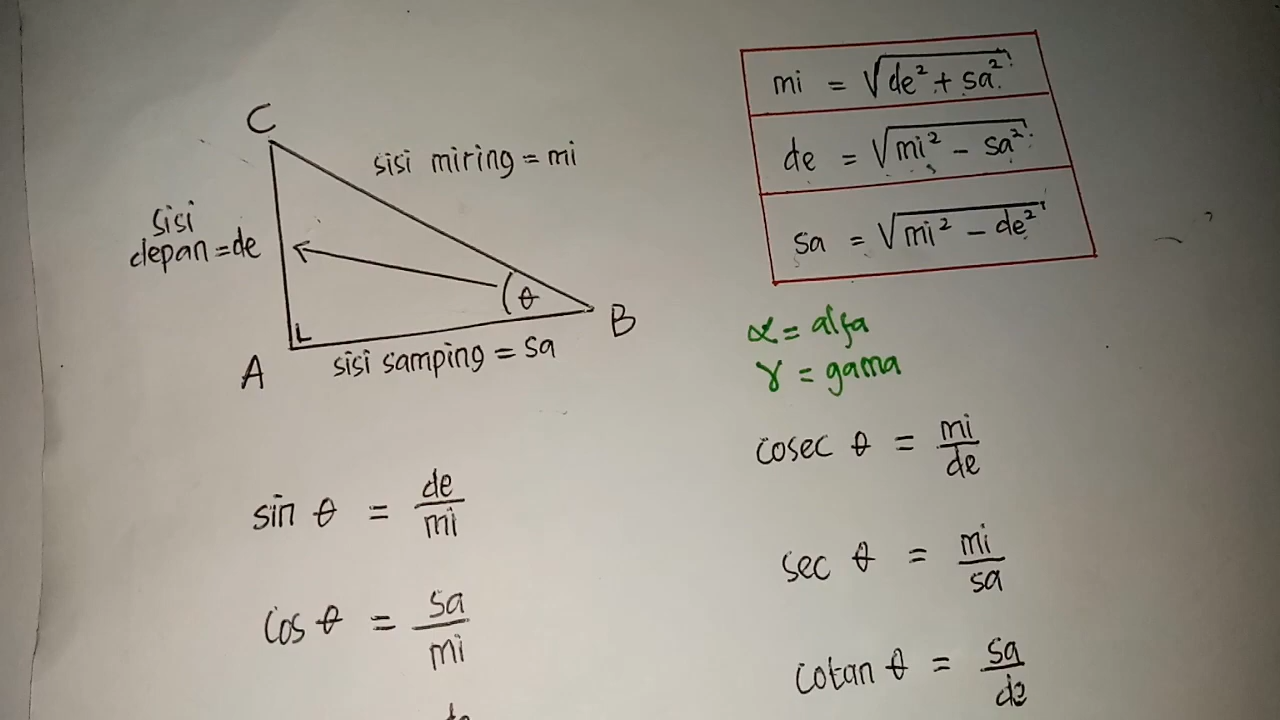 C
sisi miring = mi
sisi
depan = de
θ
B
A
sisi samping = sa
mi = √de² + sa²
de = √mi² - sa²
sa = √mi² - de²
α = alfa
γ = gama
sin θ = de/mi
cos θ = sa/mi
cosec θ = mi/de
sec θ = mi/sa
cotan θ = sa/de